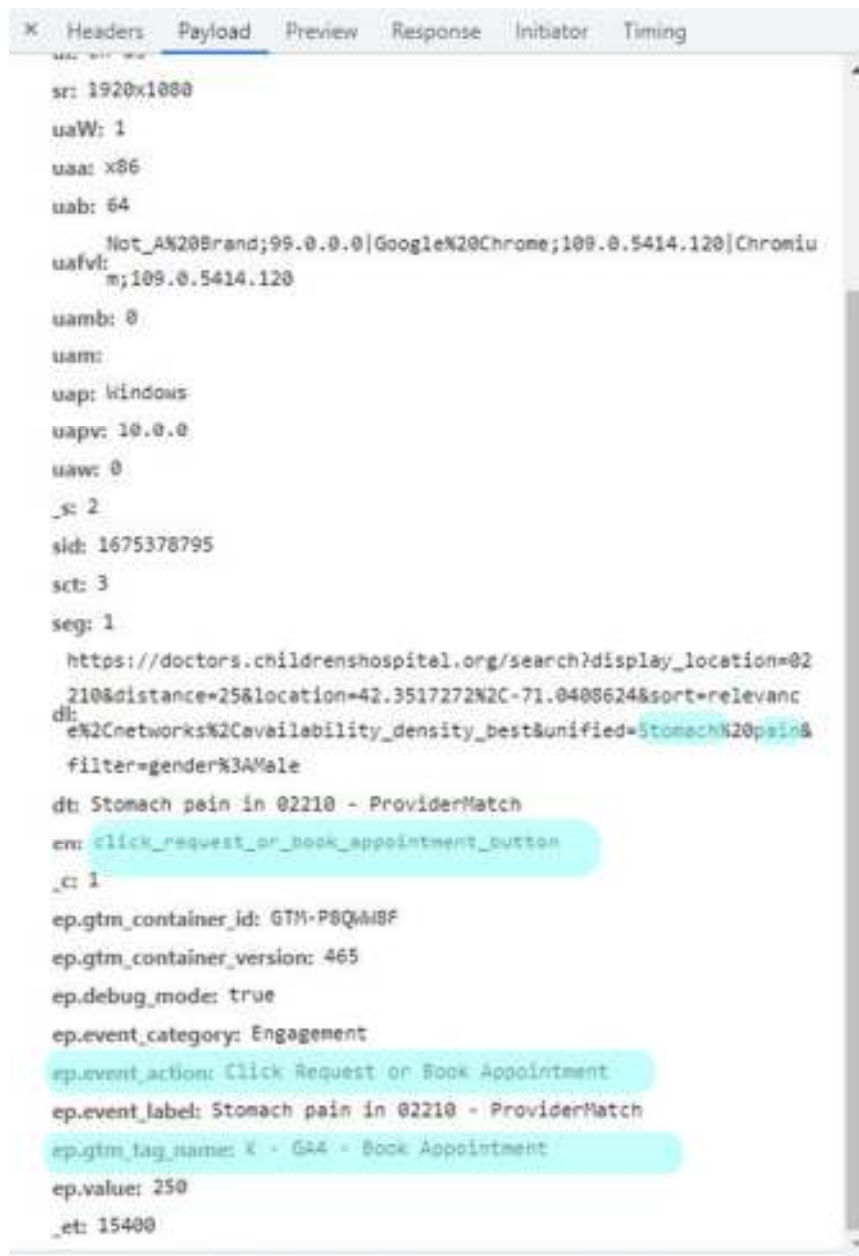 × Headers Payload Preview Response Initiator Timing
sr: 1920x1080
uaW: 1
uaa: x86
uab: 64
Not_A%20Brand;99.0.0.0|Google%20Chrome;109.0.5414.120|Chromiu
uafvl:
m;109.0.5414.120
uamb: 0
uam:
uap: Windows
uapv: 10.0.0
uaw: 0
_s: 2
sid: 1675378795
sct: 3
seg: 1
https://doctors.childrenshospital.org/search?display_location=02
210&distance=25&location=42.3517272%2C-71.0408624&sort=relevanc
dl:
e%2Cnetworks%2Cavailability_density_best&unified=Stomach%20pain&
filter=gender%3AMale
dt: Stomach pain in 02210 - ProviderMatch
en: click_request_or_book_appointment_button
_c: 1
ep.gtm_container_id:
ep.gtm_container_version: 465
ep.debug_mode: true
ep.event_category: Engagement
ep.event_action: Click Request or Book Appointment
ep.event_label: Stomach pain in 02210 - ProviderMatch
ep.gtm_tag_name: K - GA4 - Book Appointment
ep.value: 250
_et: 15400